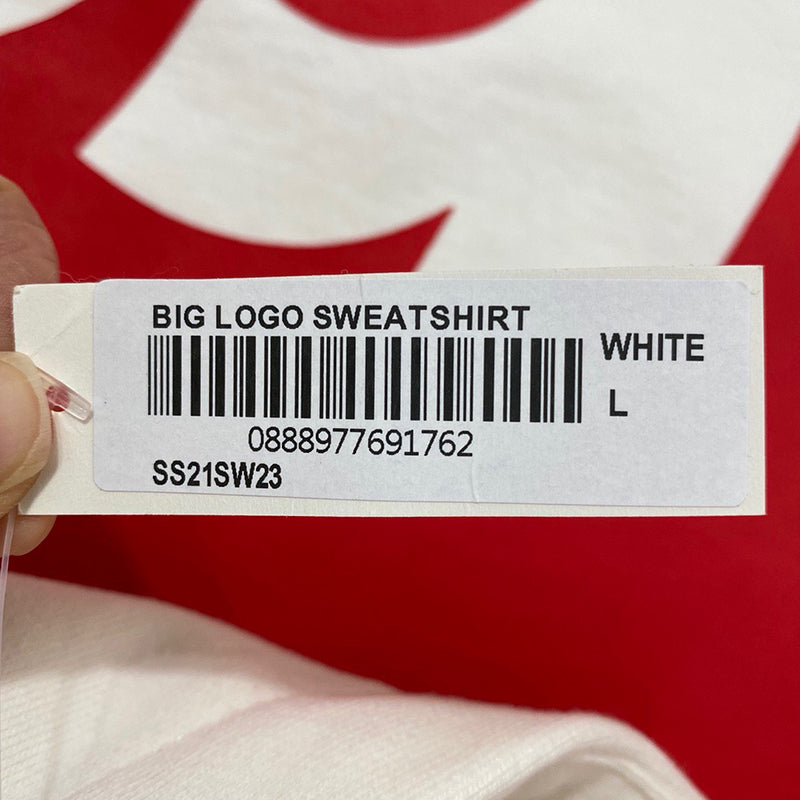 BIG LOGO SWEATSHIRT
WHITE
L
0888977691762
SS21SW23